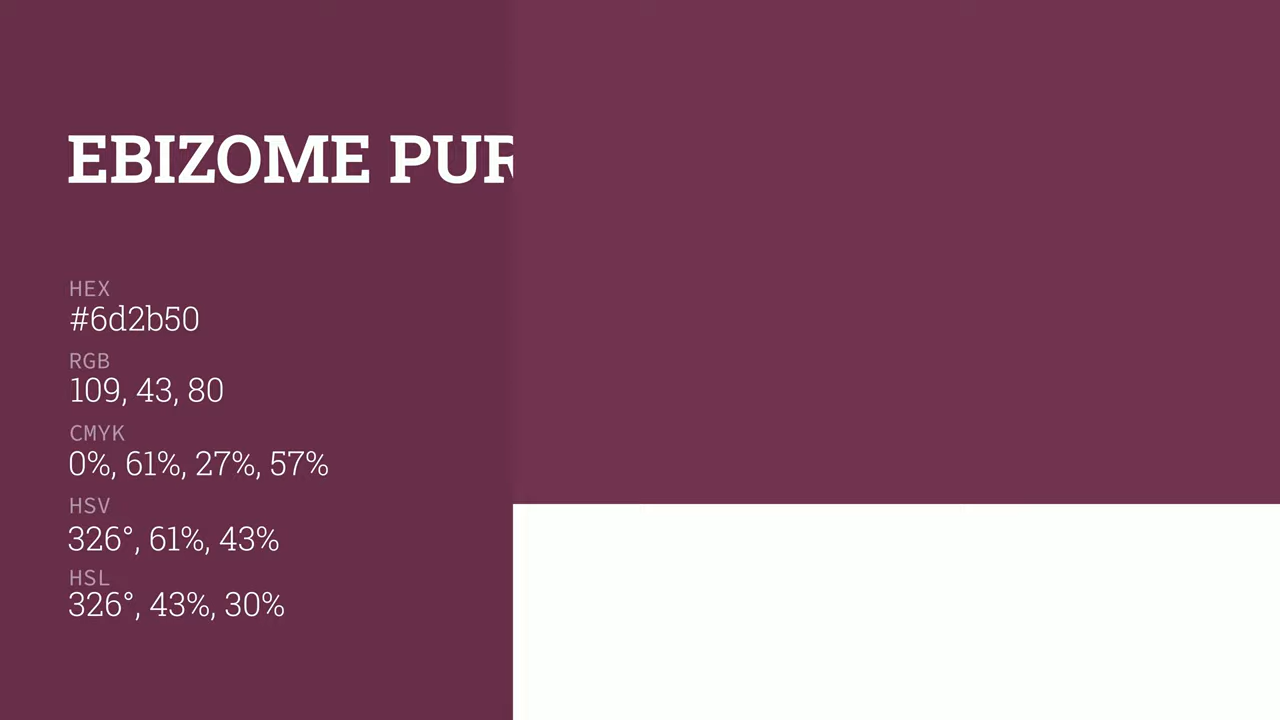 EBIZOME PUR
HEX
#6d2b50
RGB
109, 43, 80
CMYK
0%, 61%, 27%, 57%
HSV
326°, 61%, 43%
HSL
326°, 43%, 30%